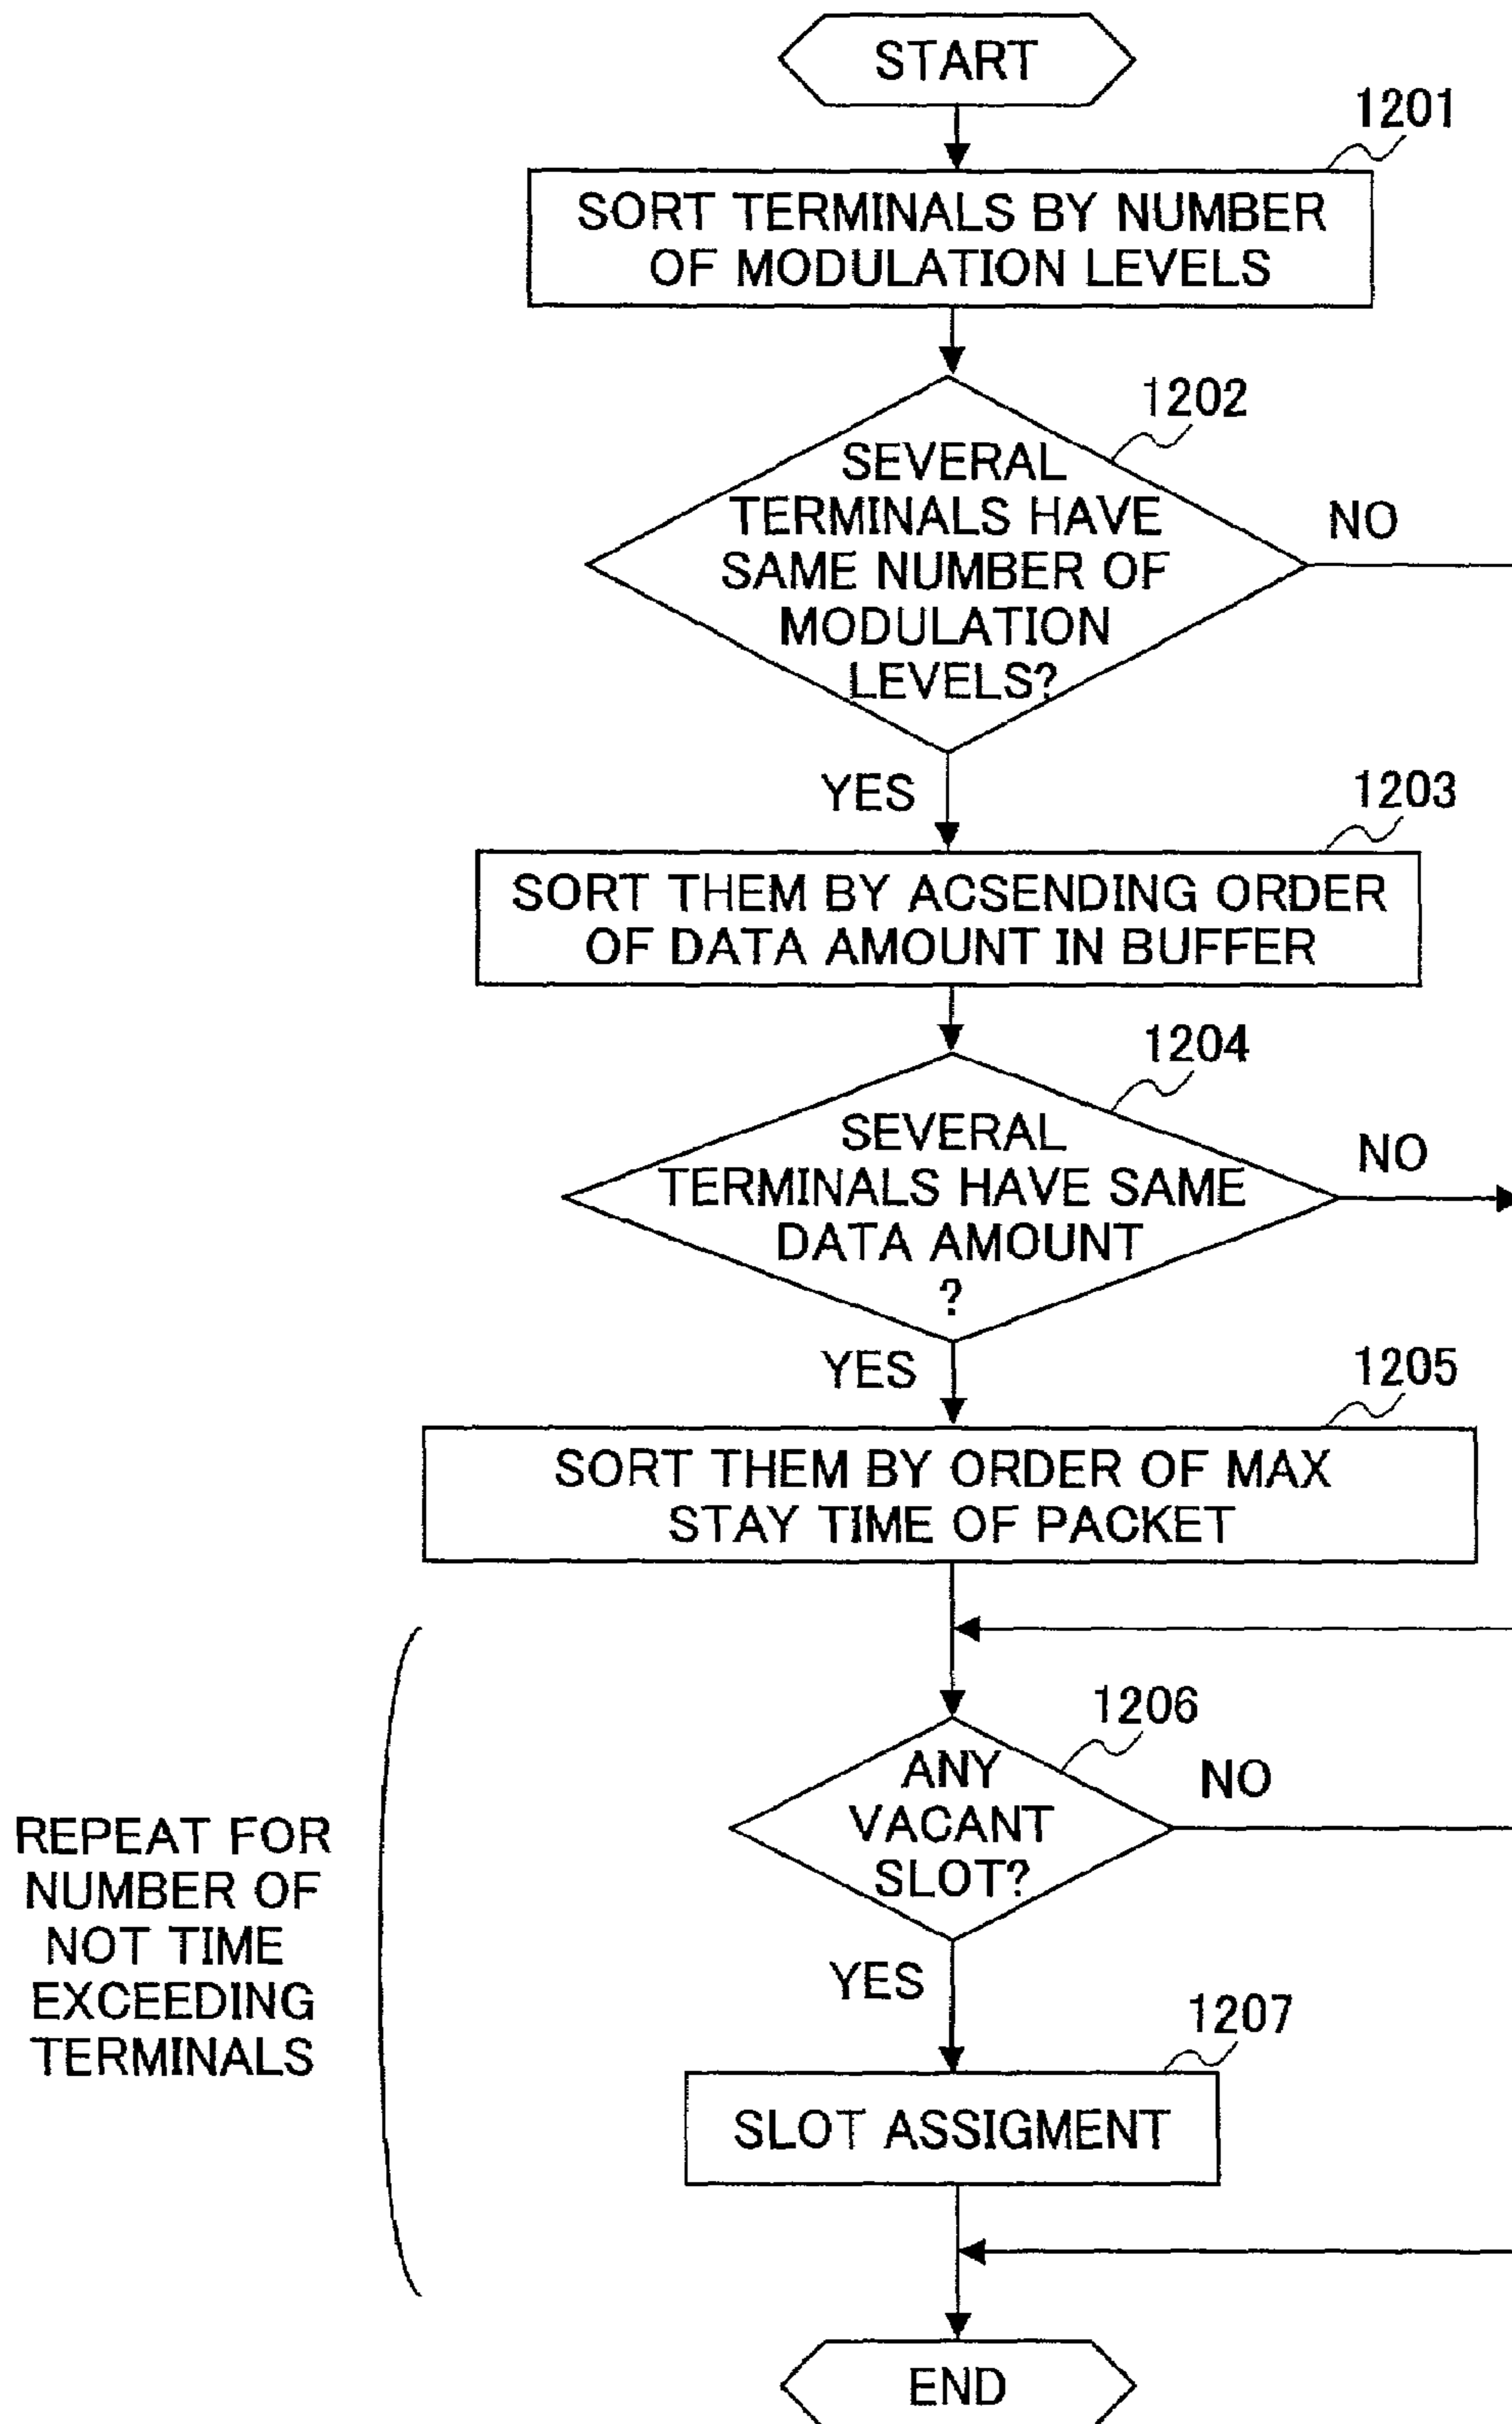 START
1201
SORT TERMINALS BY NUMBER
OF MODULATION LEVELS
1202
SEVERAL
TERMINALS HAVE
SAME NUMBER OF
MODULATION
LEVELS?
NO
YES
1203
SORT THEM BY ACSENDING ORDER
OF DATA AMOUNT IN BUFFER
1204
SEVERAL
TERMINALS HAVE SAME
DATA AMOUNT
?
NO
YES
1205
SORT THEM BY ORDER OF MAX
STAY TIME OF PACKET
1206
ANY
VACANT
SLOT?
NO
REPEAT FOR
NUMBER OF
NOT TIME
EXCEEDING
TERMINALS
YES
1207
SLOT ASSIGMENT
END